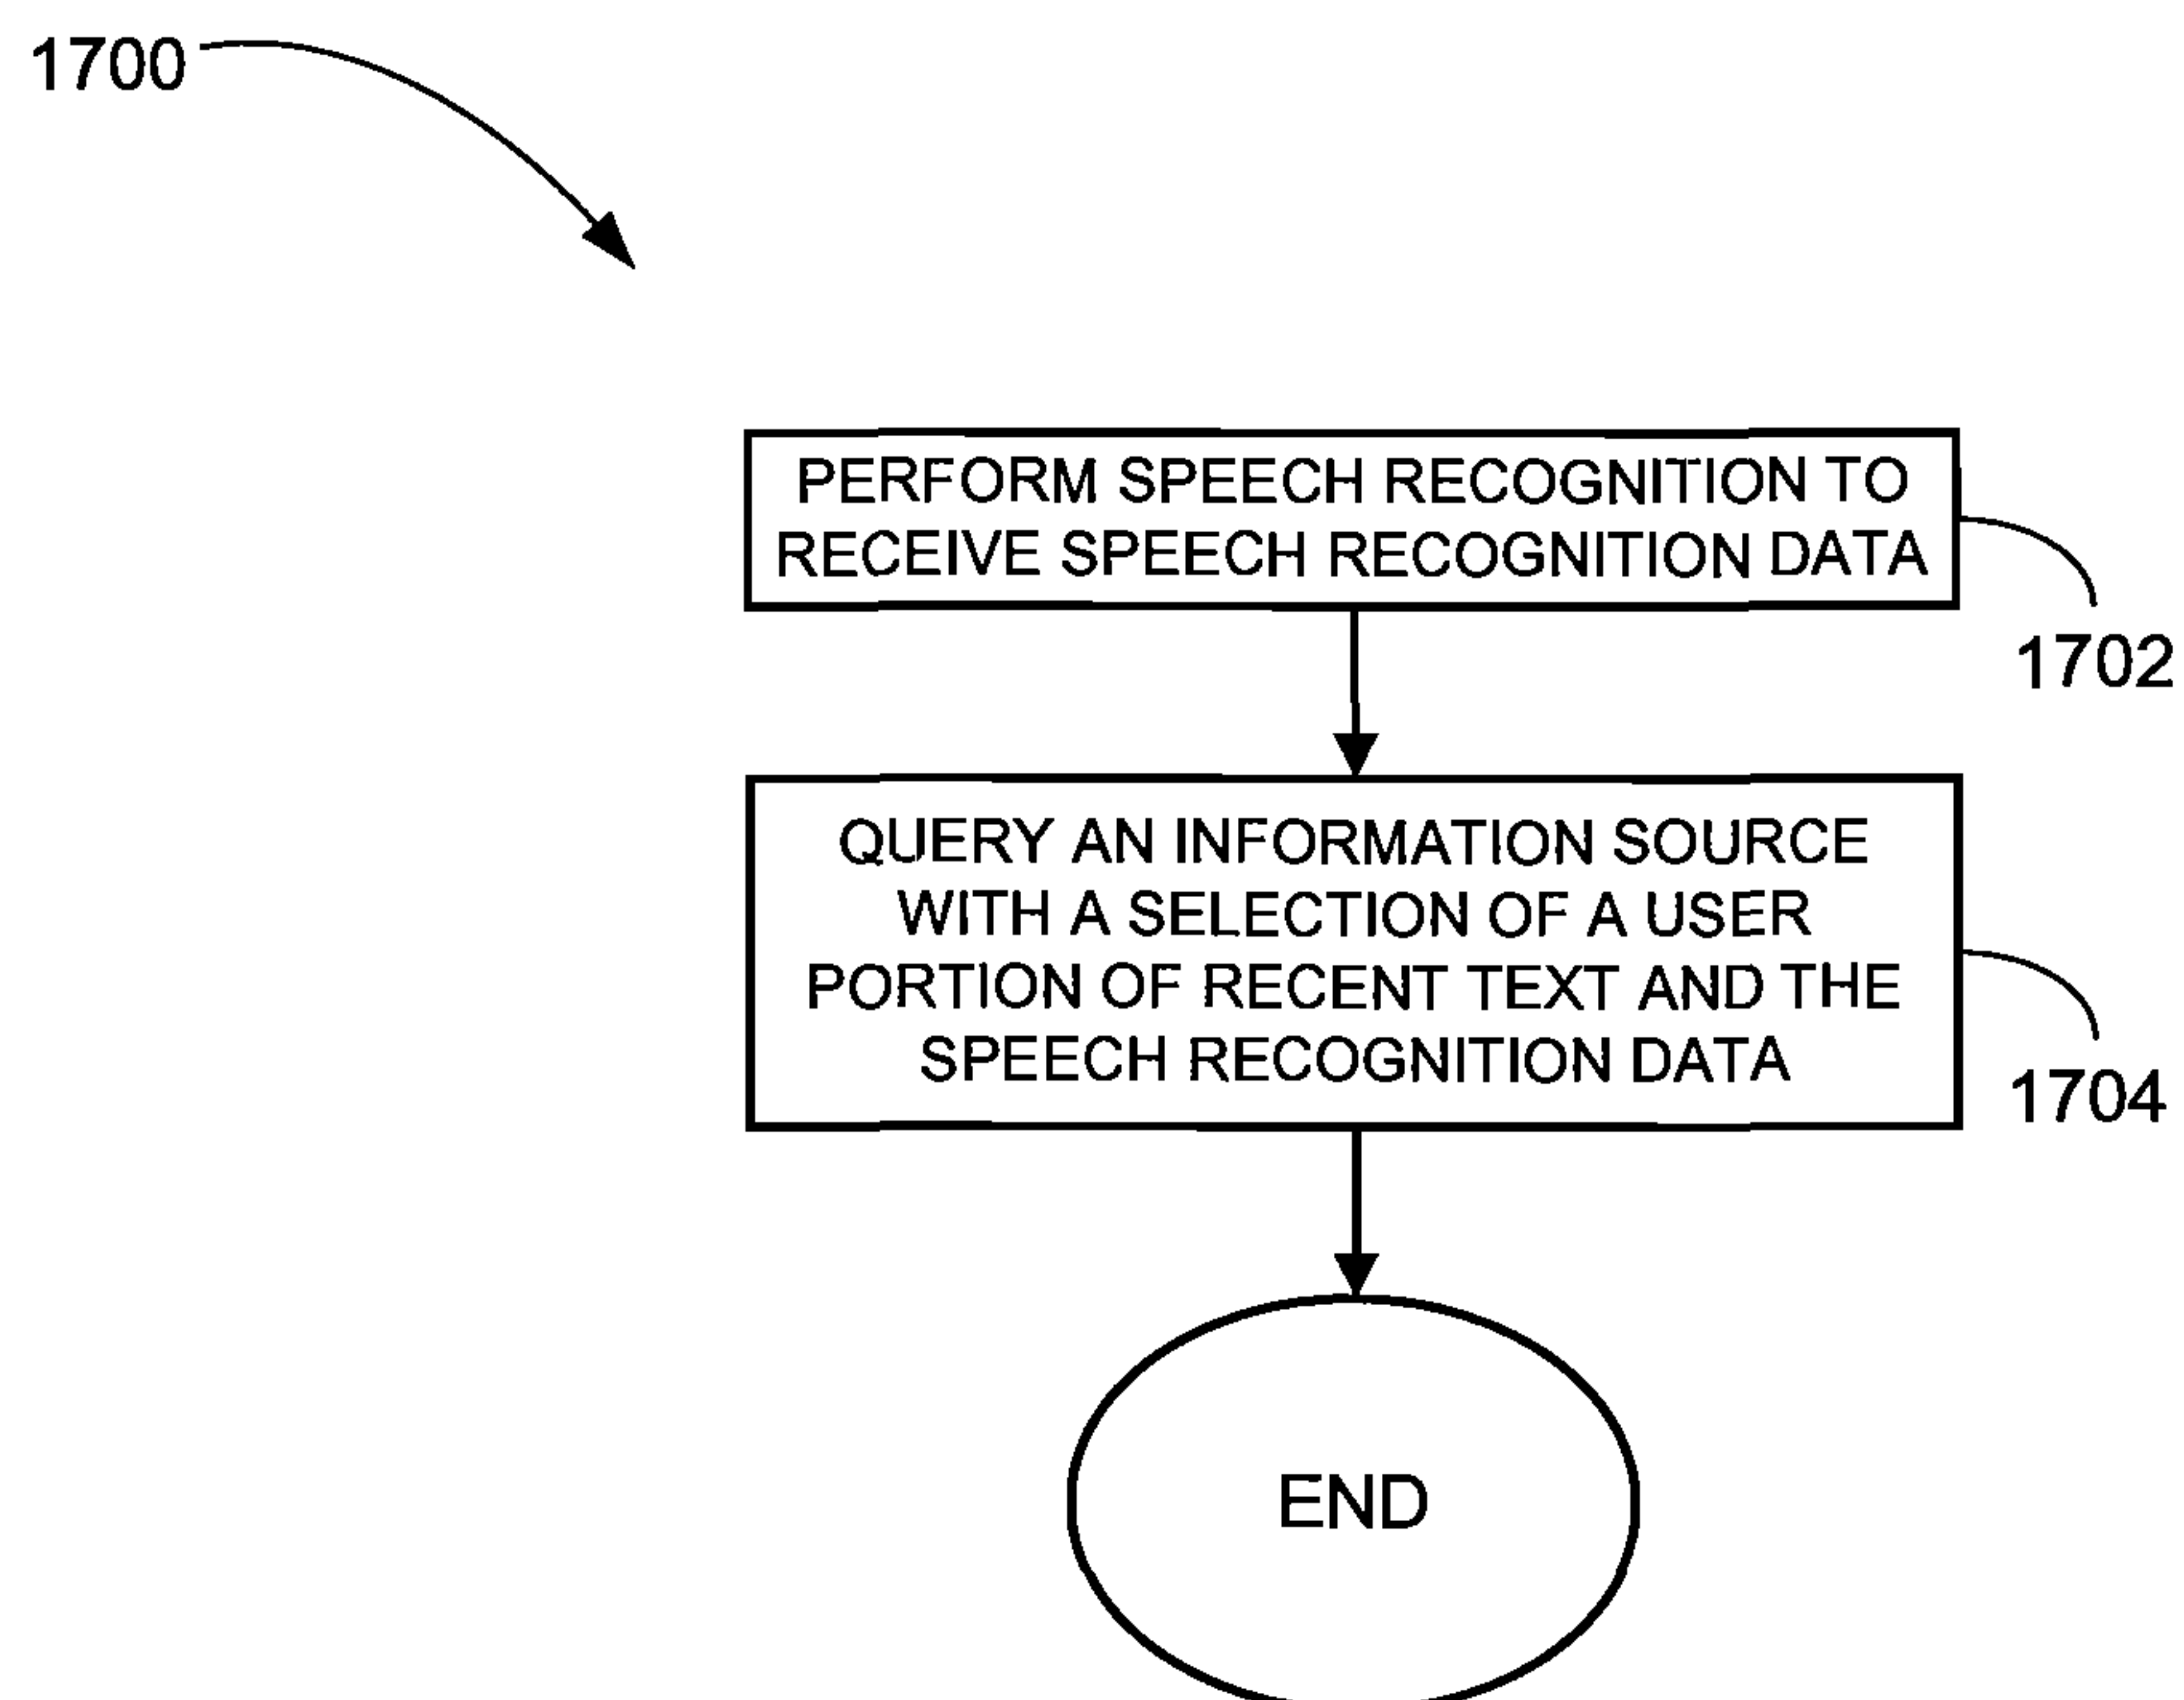 1700
PERFORM SPEECH RECOGNITION TO
RECEIVE SPEECH RECOGNITION DATA
1702
QUERY AN INFORMATION SOURCE
WITH A SELECTION OF A USER
PORTION OF RECENT TEXT AND THE
SPEECH RECOGNITION DATA
1704
END